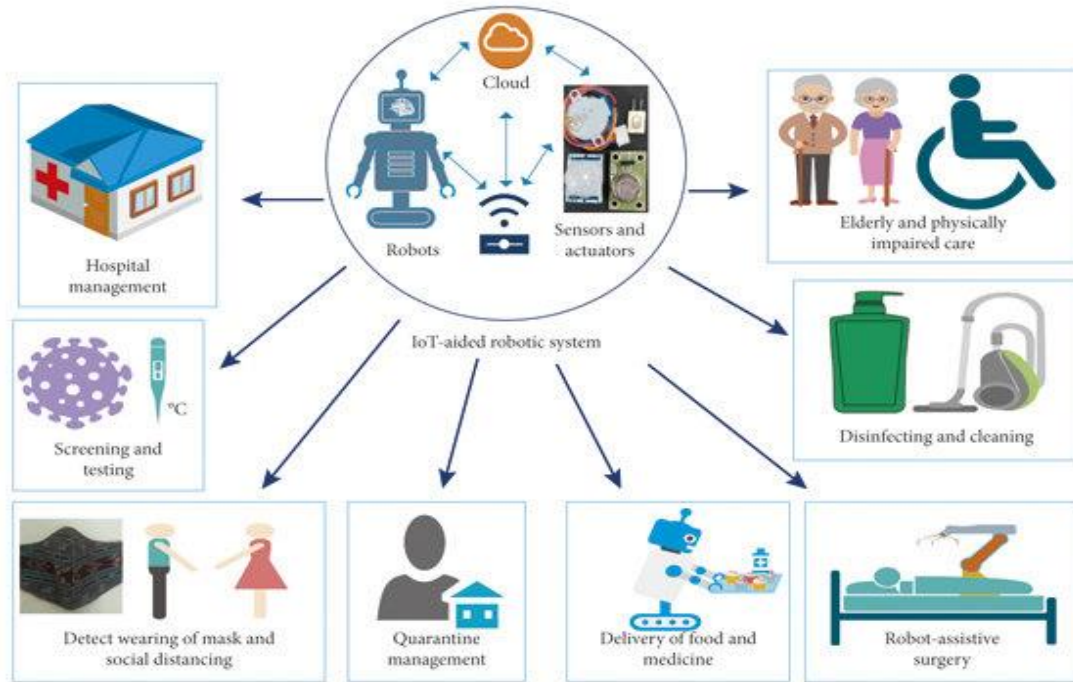 Cloud
Robots
Sensors and
actuators
IoT-aided robotic system
Hospital
management
Elderly and physically
impaired care
°C
Screening and
testing
Disinfecting and cleaning
Detect wearing of mask and
social distancing
Quarantine
management
Delivery of food and
medicine
Robot-assistive
surgery